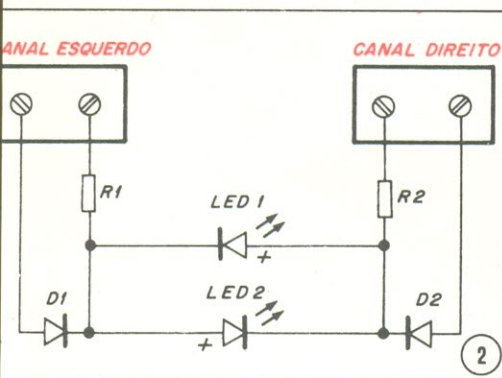 ANAL ESQUERDO
CANAL DIREITO
R1
R2
LED 1
+
D1
LED 2
+
D2
2